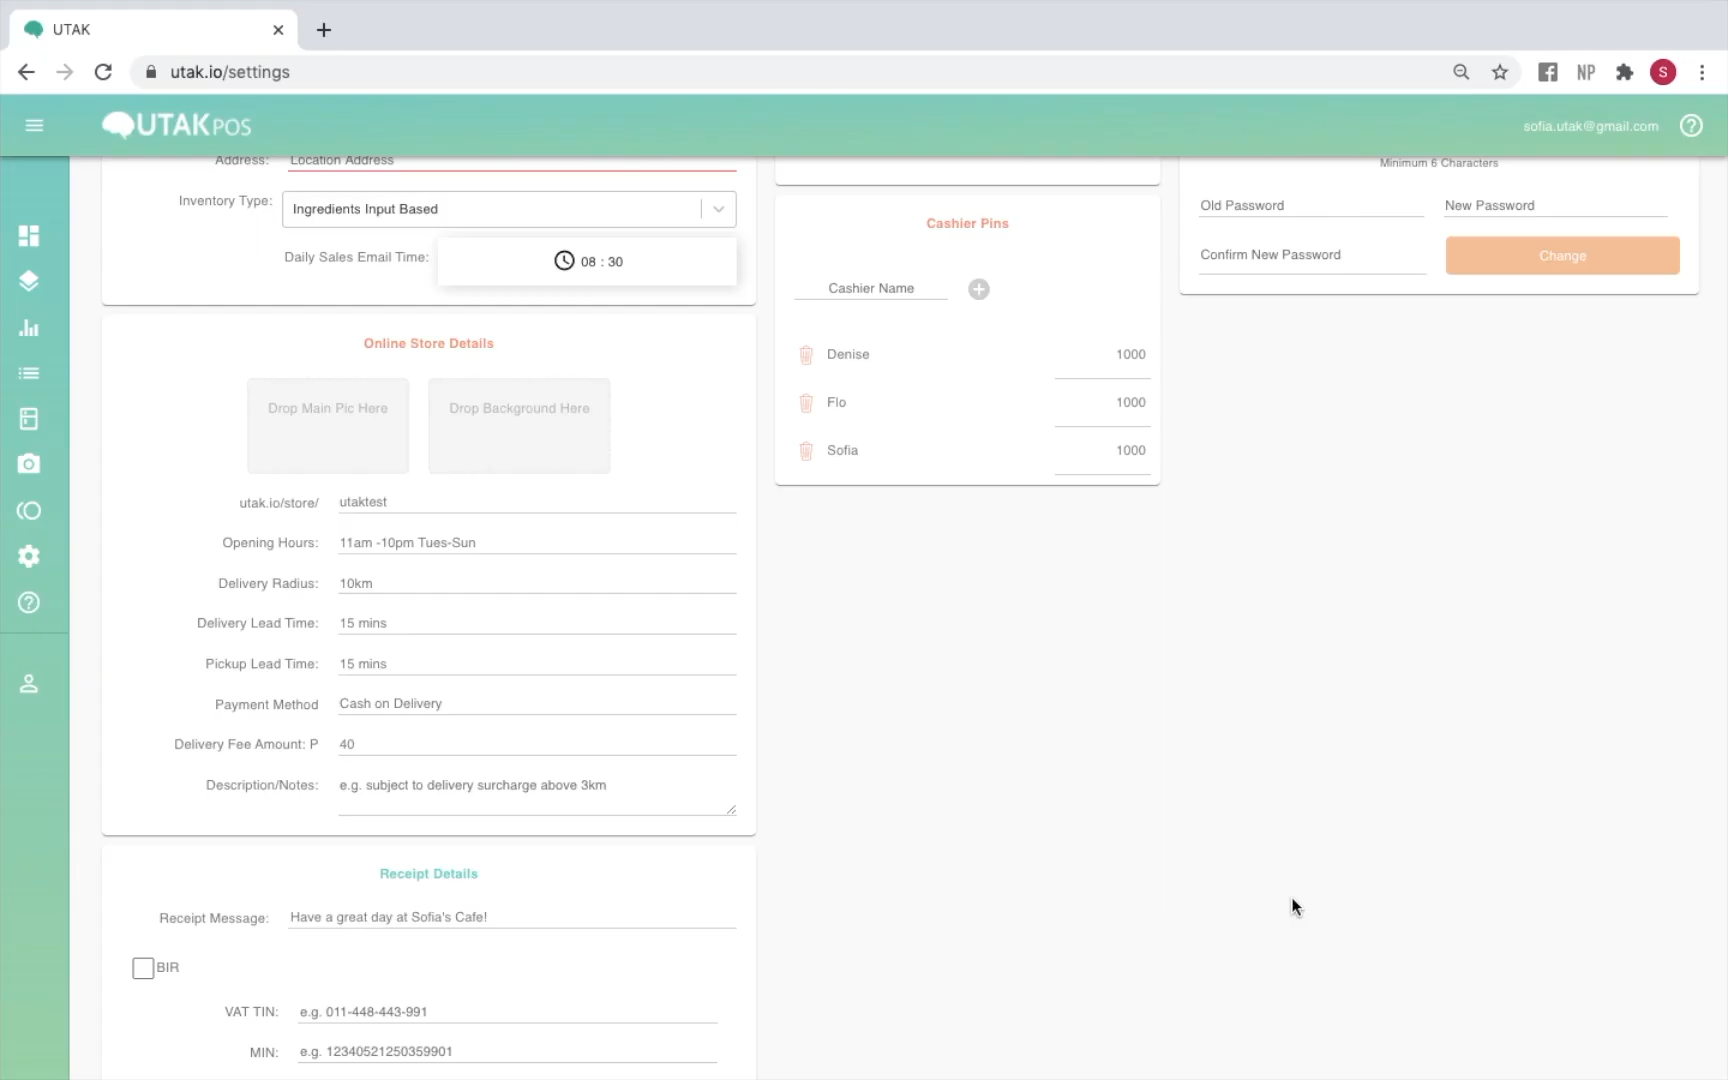 UTAK
utak.io/settings
NP
S
UTAKPOS
sofia.utak@gmail.com
Address: Location Address
Inventory Type: Ingredients Input Based
Daily Sales Email Time: 08 : 30
Online Store Details
Drop Main Pic Here
Drop Background Here
utak.io/store/ utaktest
Opening Hours: 11am -10pm Tues-Sun
Delivery Radius: 10km
Delivery Lead Time: 15 mins
Pickup Lead Time: 15 mins
Payment Method Cash on Delivery
Delivery Fee Amount: P 40
Description/Notes: e.g. subject to delivery surcharge above 3km
Receipt Details
Receipt Message: Have a great day at Sofia's Cafe!
BIR
VAT TIN: e.g. 011-448-443-991
MIN: e.g. 12340521250359901
Cashier Pins
Cashier Name
Denise 1000
Flo 1000
Sofia 1000
Minimum 6 Characters
Old Password
New Password
Confirm New Password
Change